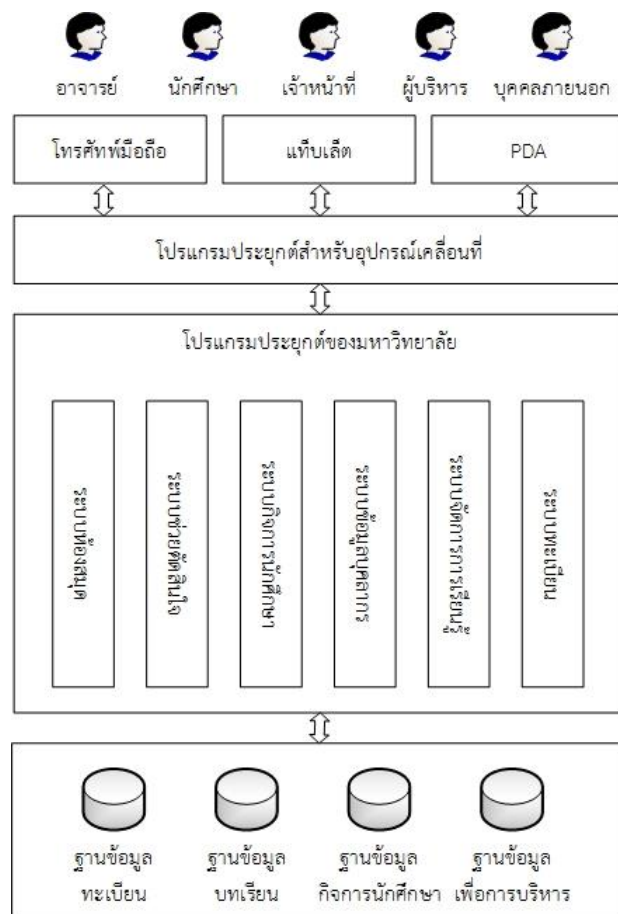 อาจารย์ นักศึกษา เจ้าหน้าที่ ผู้บริหาร บุคคลภายนอก
โทรศัทพ์มือถือ แท็บเล็ต PDA
โปรแกรมประยุกต์สำหรับอุปกรณ์เคลื่อนที่
โปรแกรมประยุกต์ของมหาวิทยาลัย
ระบบห้องสมุด
ระบบช่วยตัดสินใจ
ระบบกิจการนักศึกษา
ระบบข้อมูลบุคลากร
ระบบจัดการการเรียนรู้
ระบบทะเบียน
ฐานข้อมูล ฐานข้อมูล ฐานข้อมูล ฐานข้อมูล
ทะเบียน บทเรียน กิจการนักศึกษา เพื่อการบริหาร